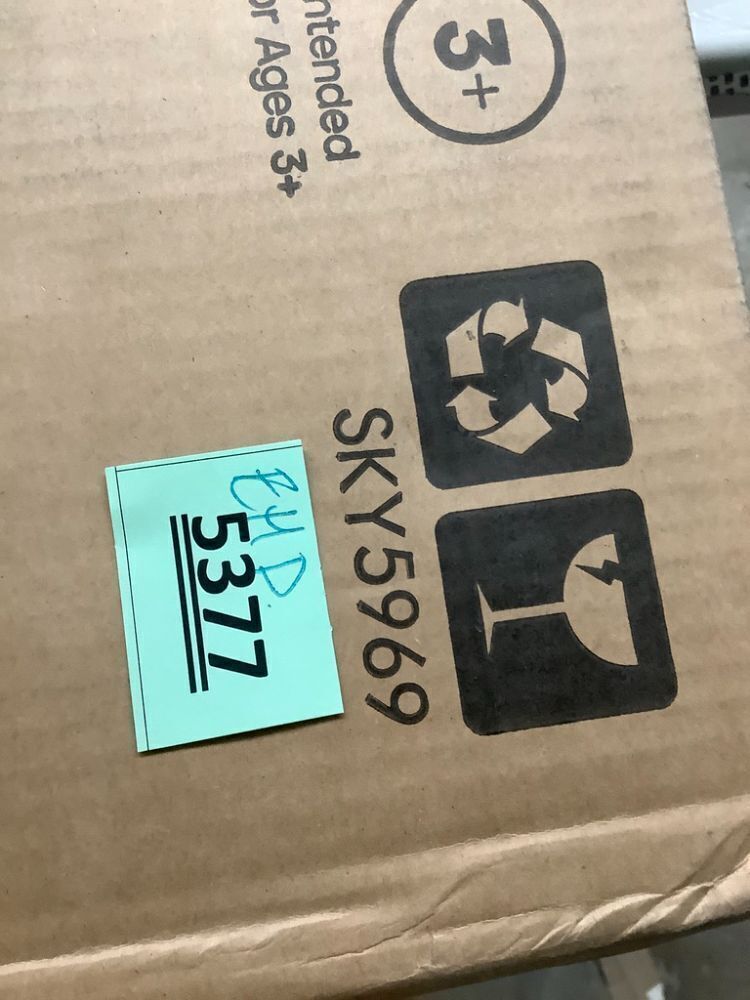 3+
ntended
or Ages 3+
SKY5969
EHD
5377